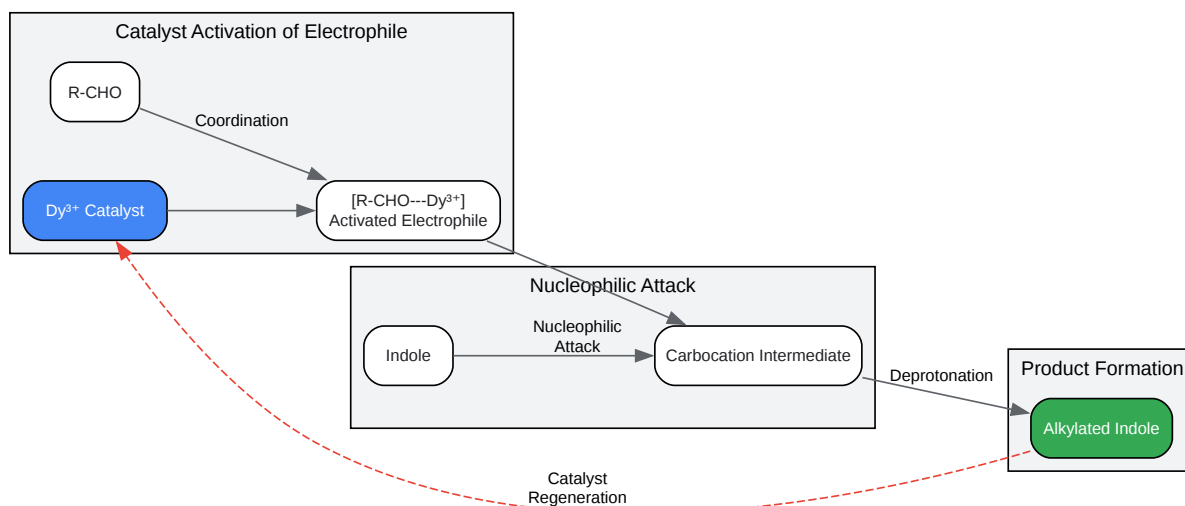 Catalyst Activation of Electrophile
R-CHO
Coordination
Dy³⁺ Catalyst
[R-CHO---Dy³⁺]
Activated Electrophile
Nucleophilic Attack
Indole
Nucleophilic
Attack
Carbocation Intermediate
Deprotonation
Product Formation
Alkylated Indole
Catalyst
Regeneration